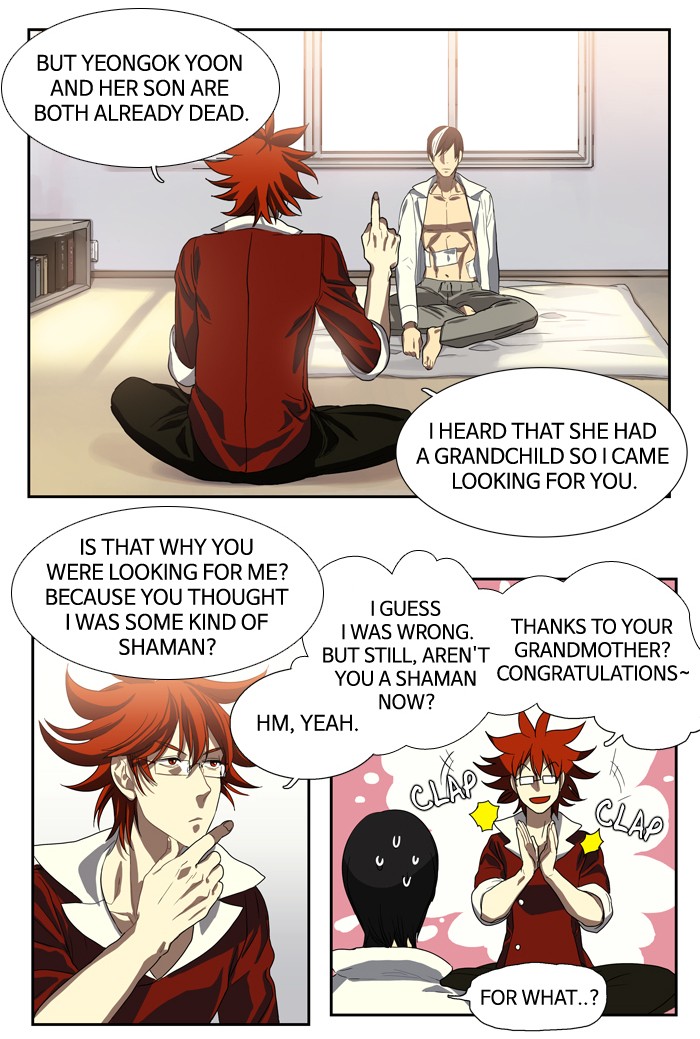 BUT YEONGOK YOON
AND HER SON ARE
BOTH ALREADY DEAD.
I HEARD THAT SHE HAD
A GRANDCHILD SO I CAME
LOOKING FOR YOU.
IS THAT WHY YOU
WERE LOOKING FOR ME?
BECAUSE YOU THOUGHT
I WAS SOME KIND OF
SHAMAN?
HM, YEAH.
I GUESS
I WAS WRONG.
BUT STILL, AREN'T
YOU A SHAMAN
NOW?
THANKS TO YOUR
GRANDMOTHER?
CONGRATULATIONS~
CLAP
CLAP
FOR WHAT..?